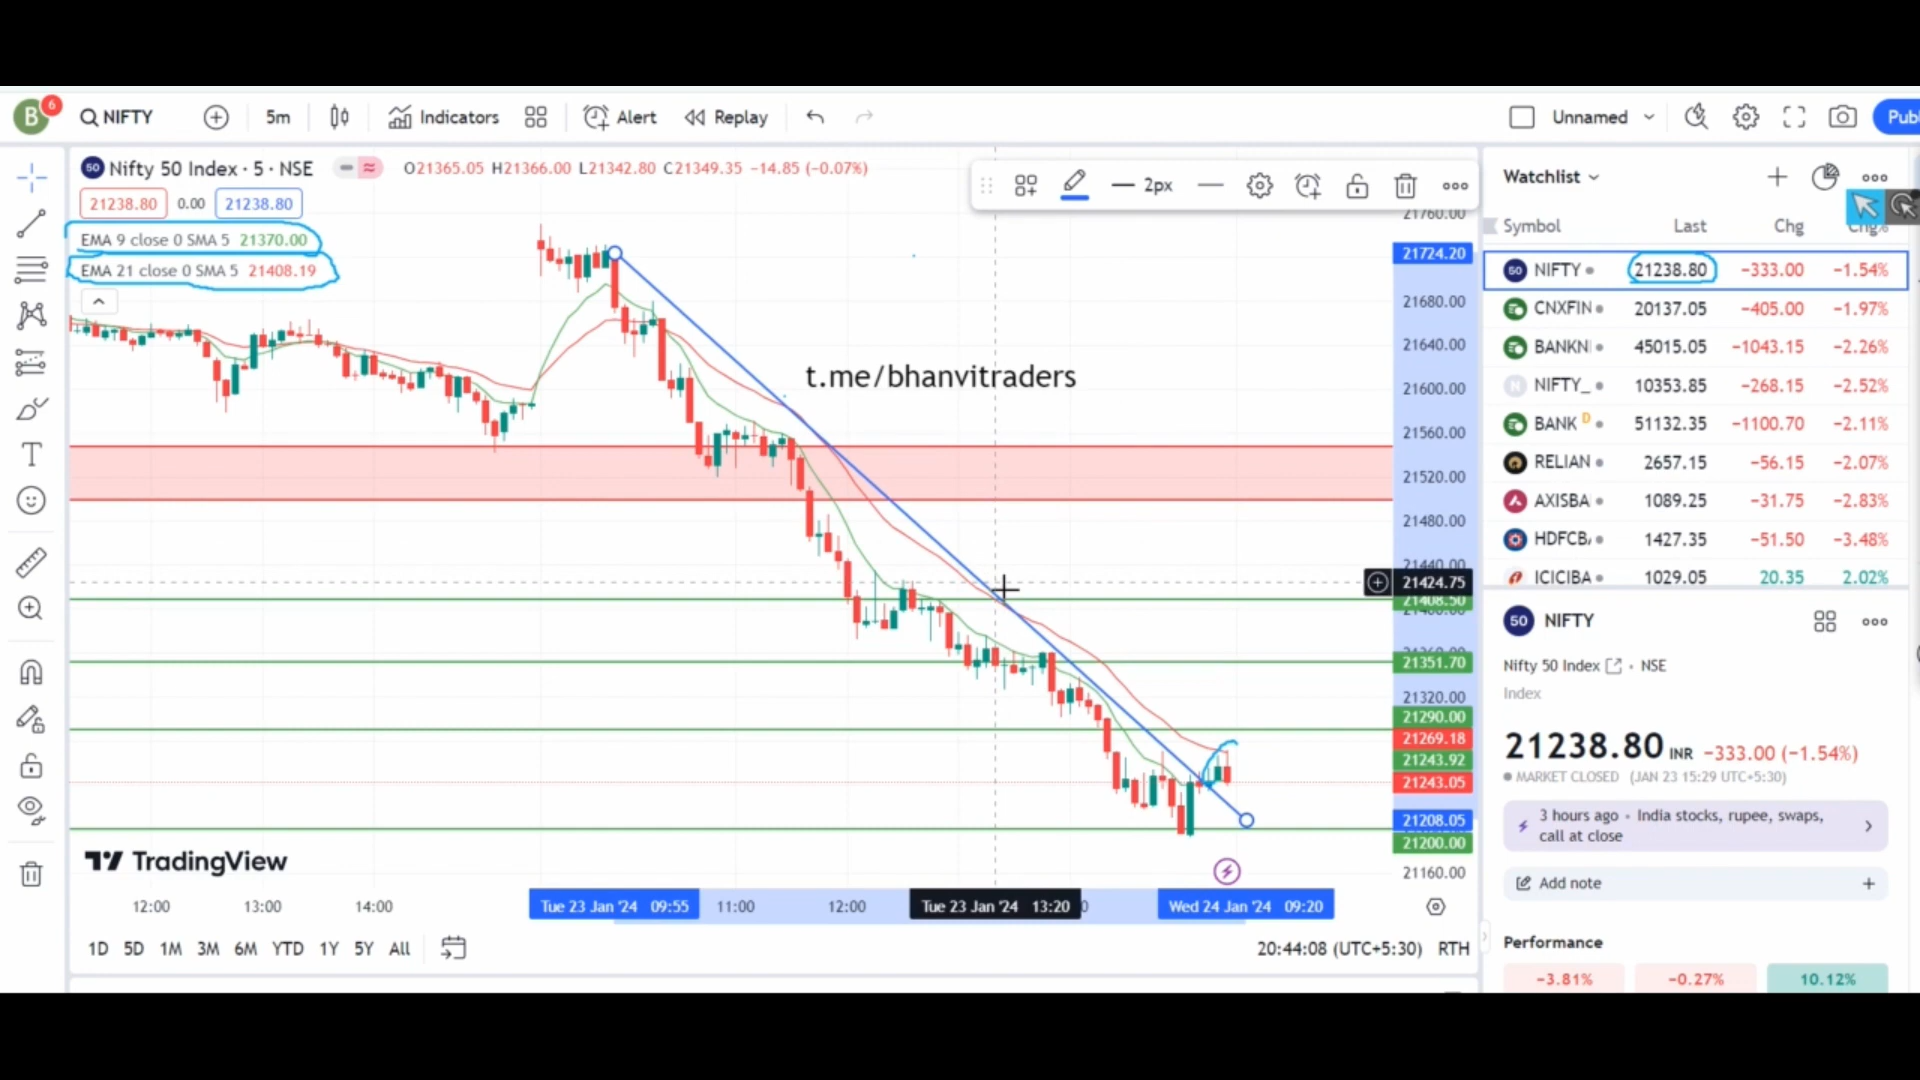 B 6 NIFTY 5m Indicators Alert Replay Unnamed Publ
50 Nifty 50 Index · 5 · NSE O21365.05 H21366.00 L21342.80 C21349.35 −14.85 (−0.07%)
21238.80 0.00 21238.80
EMA 9 close 0 SMA 5 21370.00
EMA 21 close 0 SMA 5 21408.19
2px
t.me/bhanvitraders
21760.00
21724.20
21680.00
21640.00
21600.00
21560.00
21520.00
21480.00
21440.00
21424.75
21408.50
21351.70
21320.00
21290.00
21269.18
21243.92
21243.05
21208.05
21200.00
21160.00
TradingView
12:00 13:00 14:00 Tue 23 Jan '24 09:55 11:00 12:00 Tue 23 Jan '24 13:20 Wed 24 Jan '24 09:20
1D 5D 1M 3M 6M YTD 1Y 5Y All 20:44:08 (UTC+5:30) RTH
Watchlist
Symbol Last Chg Chg%
50 NIFTY 21238.80 −333.00 −1.54%
CNXFIN 20137.05 −405.00 −1.97%
BANKN 45015.05 −1043.15 −2.26%
N NIFTY_ 10353.85 −268.15 −2.52%
BANK D 51132.35 −1100.70 −2.11%
RELIAN 2657.15 −56.15 −2.07%
AXISBA 1089.25 −31.75 −2.83%
HDFCB 1427.35 −51.50 −3.48%
ICICIBA 1029.05 20.35 2.02%
50 NIFTY
Nifty 50 Index • NSE
Index
21238.80 INR −333.00 (−1.54%)
MARKET CLOSED (JAN 23 15:29 UTC+5:30)
3 hours ago • India stocks, rupee, swaps,
call at close
Add note
Performance
−3.81% −0.27% 10.12%